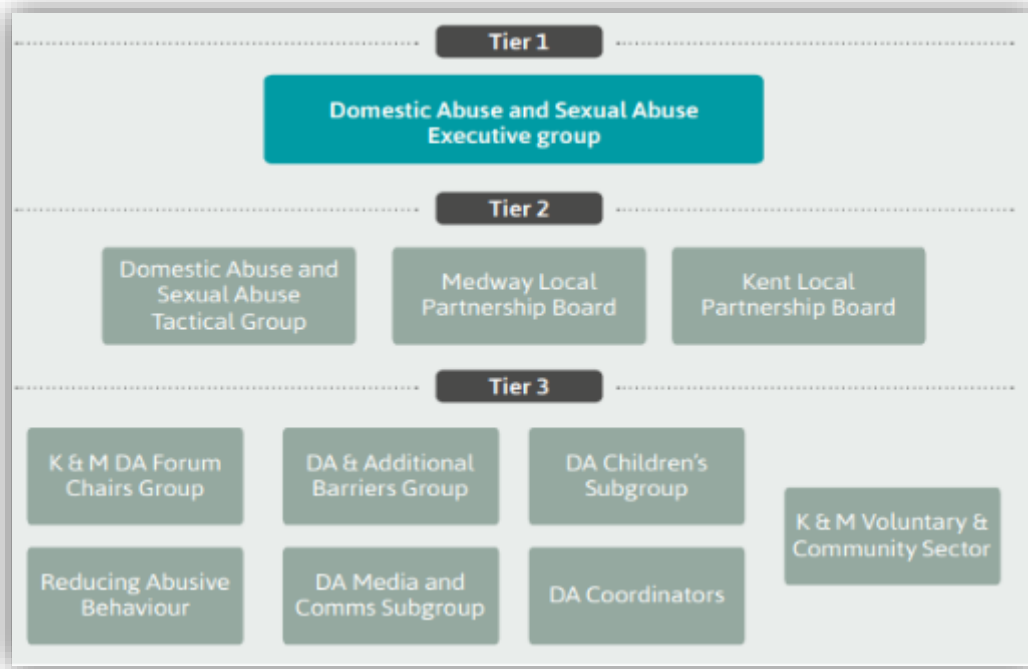 Tier 1
Domestic Abuse and Sexual Abuse
Executive group
Tier 2
Domestic Abuse and
Sexual Abuse
Tactical Group
Medway Local
Partnership Board
Kent Local
Partnership Board
Tier 3
K & M DA Forum
Chairs Group
DA & Additional
Barriers Group
DA Children's
Subgroup
K & M Voluntary &
Community Sector
Reducing Abusive
Behaviour
DA Media and
Comms Subgroup
DA Coordinators